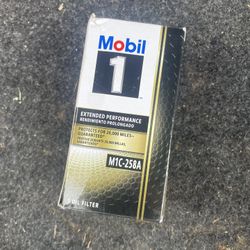 Mobil
1
EXTENDED PERFORMANCE
RENDIMIENTO PROLONGADO
PROTECTS FOR 20,000 MILES-
GUARANTEED*
M1C-258A
OIL FILTER